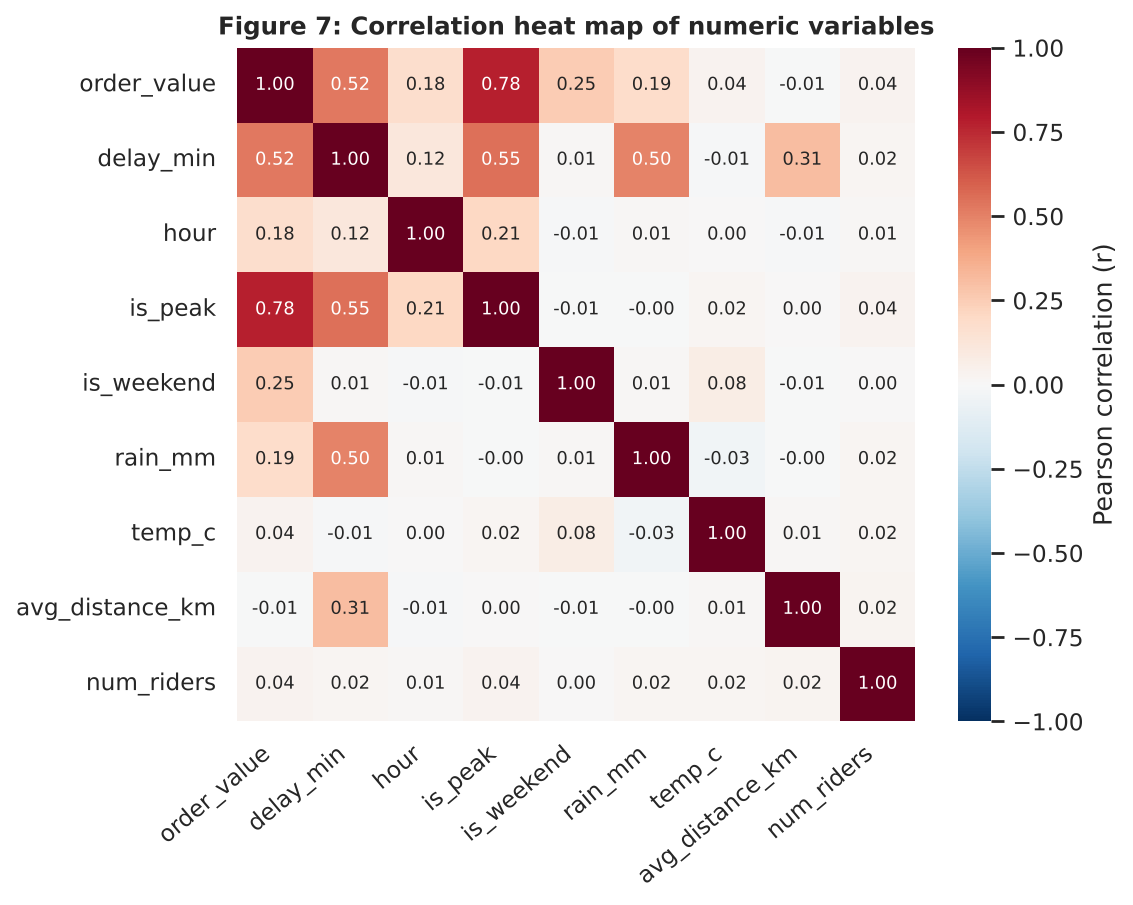 Figure 7: Correlation heat map of numeric variables
order_value 1.00 0.52 0.18 0.78 0.25 0.19 0.04 -0.01 0.04
delay_min 0.52 1.00 0.12 0.55 0.01 0.50 -0.01 0.31 0.02
hour 0.18 0.12 1.00 0.21 -0.01 0.01 0.00 -0.01 0.01
is_peak 0.78 0.55 0.21 1.00 -0.01 -0.00 0.02 0.00 0.04
is_weekend 0.25 0.01 -0.01 -0.01 1.00 0.01 0.08 -0.01 0.00
rain_mm 0.19 0.50 0.01 -0.00 0.01 1.00 -0.03 -0.00 0.02
temp_c 0.04 -0.01 0.00 0.02 0.08 -0.03 1.00 0.01 0.02
avg_distance_km -0.01 0.31 -0.01 0.00 -0.01 -0.00 0.01 1.00 0.02
num_riders 0.04 0.02 0.01 0.04 0.00 0.02 0.02 0.02 1.00
order_value
delay_min
hour
is_peak
is_weekend
rain_mm
temp_c
avg_distance_km
num_riders
1.00
0.75
0.50
0.25
0.00
−0.25
−0.50
−0.75
−1.00
Pearson correlation (r)